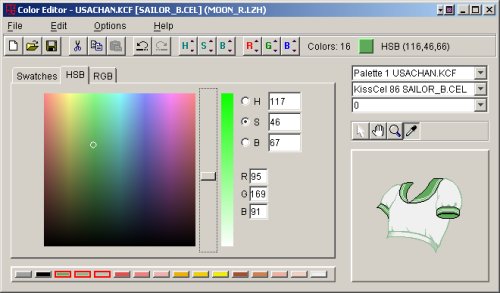 Color Editor - USACHAN.KCF [SAILOR_B.CEL] (MOON_R.LZH)
File Edit Options Help
H S B R G B Colors: 16 HSB (116,46,66)
Swatches HSB RGB
H 117
S 46
B 67
R 95
G 169
B 91
Palette 1 USACHAN.KCF
KissCel 86 SAILOR_B.CEL
0